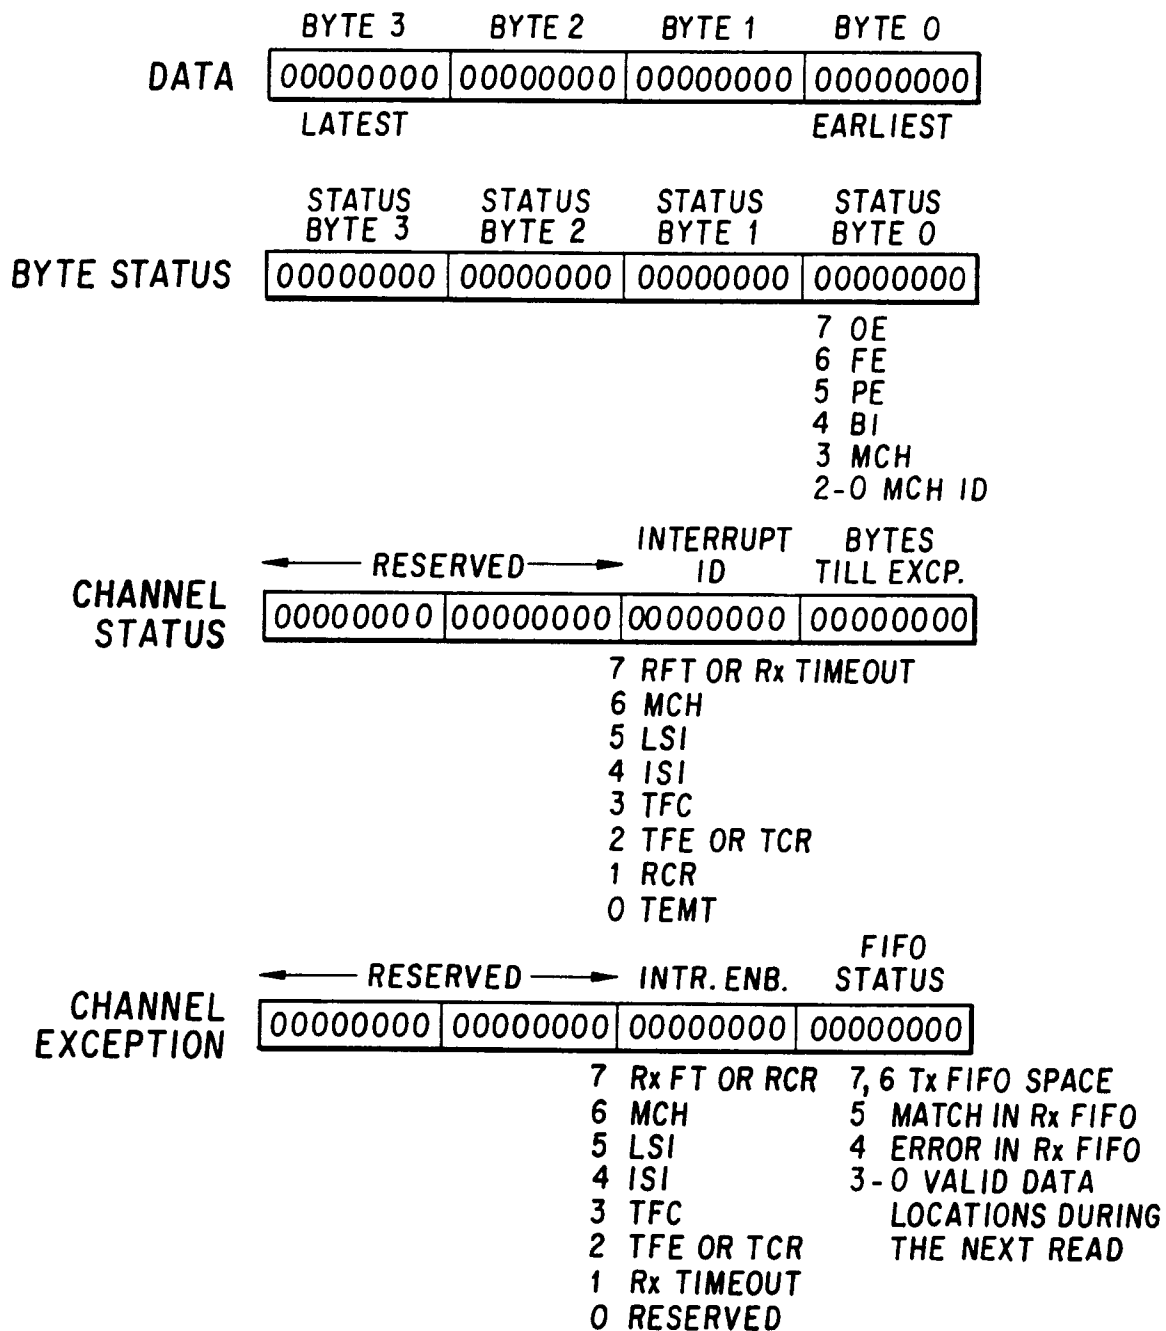 BYTE 3 BYTE 2 BYTE 1 BYTE 0
DATA 00000000 00000000 00000000 00000000
LATEST EARLIEST
STATUS STATUS STATUS STATUS
BYTE 3 BYTE 2 BYTE 1 BYTE 0
BYTE STATUS 00000000 00000000 00000000 00000000
7 OE
6 FE
5 PE
4 BI
3 MCH
2-0 MCH ID
INTERRUPT BYTES
RESERVED ID TILL EXCP.
CHANNEL
STATUS 00000000 00000000 00000000 00000000
7 RFT OR Rx TIMEOUT
6 MCH
5 LSI
4 ISI
3 TFC
2 TFE OR TCR
1 RCR
0 TEMT
FIFO
RESERVED INTR. ENB. STATUS
CHANNEL
EXCEPTION 00000000 00000000 00000000 00000000
7 Rx FT OR RCR 7,6 Tx FIFO SPACE
6 MCH 5 MATCH IN Rx FIFO
5 LSI 4 ERROR IN Rx FIFO
4 ISI 3-0 VALID DATA
3 TFC LOCATIONS DURING
2 TFE OR TCR THE NEXT READ
1 Rx TIMEOUT
0 RESERVED